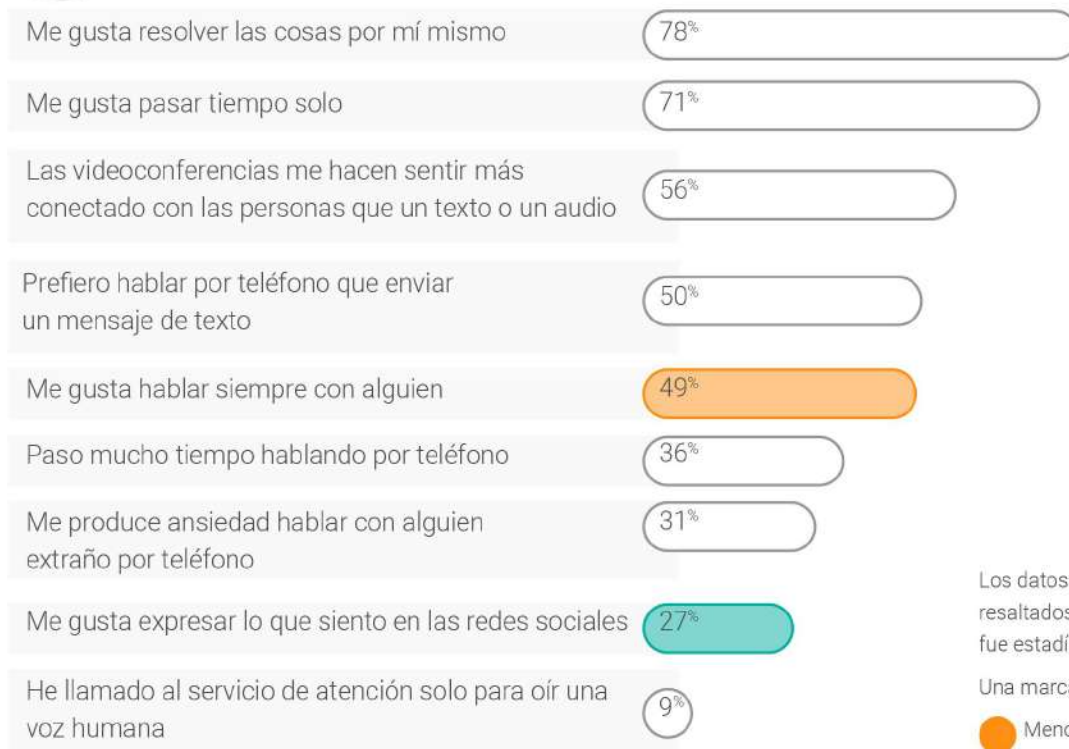 Me gusta resolver las cosas por mí mismo
78%
Me gusta pasar tiempo solo
71%
Las videoconferencias me hacen sentir más
conectado con las personas que un texto o un audio
56%
Prefiero hablar por teléfono que enviar
un mensaje de texto
50%
Me gusta hablar siempre con alguien
49%
Paso mucho tiempo hablando por teléfono
36%
Me produce ansiedad hablar con alguien
extraño por teléfono
31%
Me gusta expresar lo que siento en las redes sociales
27%
He llamado al servicio de atención solo para oír una
voz humana
9%
Los datos
resaltados
fue
Una